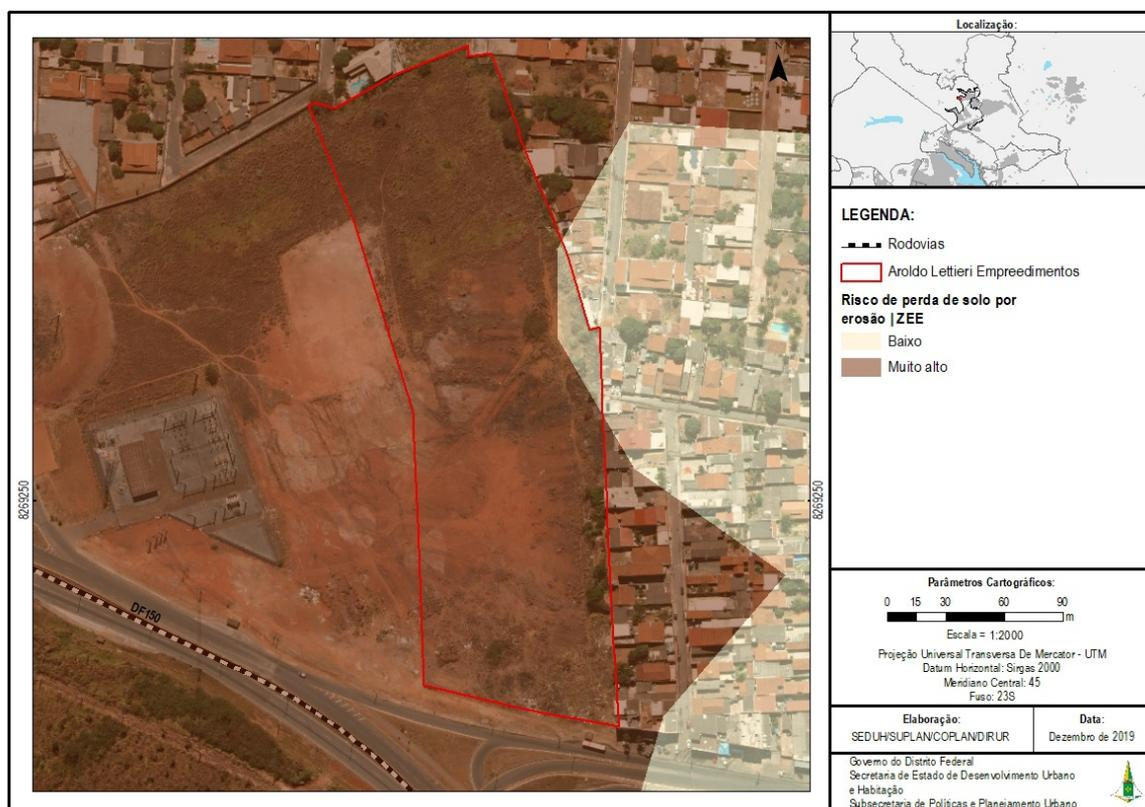 Localização:
LEGENDA:
Rodovias
Aroldo Lettieri Empreedimentos
Risco de perda de solo por
erosão | ZEE
Baixo
Muito alto
8269250
8269250
DF150
Parâmetros Cartográficos:
0 15 30 60 90
m
Escala = 1:2000
Projeção Universal Transversa De Mercator - UTM
Datum Horizontal: Sirgas 2000
Meridiano Central: 45
Fuso: 23S
Elaboração:
SEDUH/SUPLAN/COPLAN/DIRUR
Data:
Dezembro de 2019
Governo do Distrito Federal
Secretaria de Estado de Desenvolvimento Urbano
e Habitação
Subsecretaria de Políticas e Planejamento Urbano